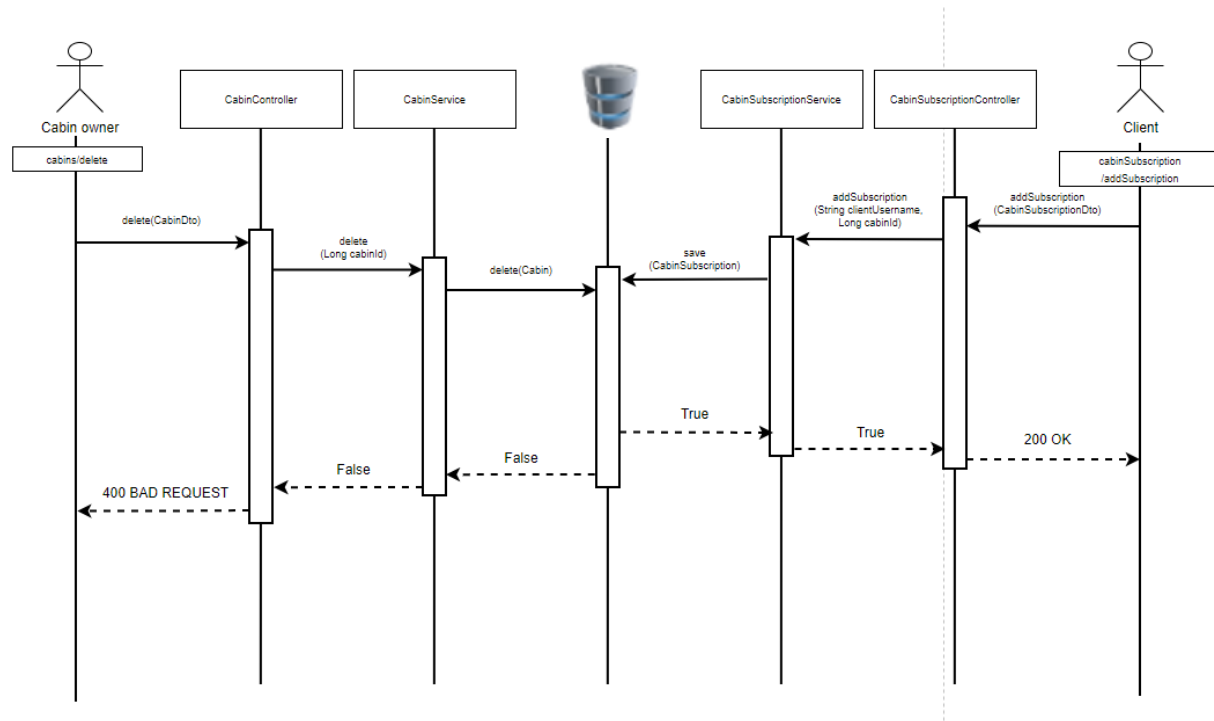 CabinController
CabinService
CabinSubscriptionService
CabinSubscriptionController
Cabin owner
Client
cabins/delete
cabinSubscription
/addSubscription
delete(CabinDto)
delete
(Long cabinId)
delete(Cabin)
save
(CabinSubscription)
addSubscription
(String clientUsername,
Long cabinId)
addSubscription
(CabinSubscriptionDto)
True
True
200 OK
False
False
400 BAD REQUEST